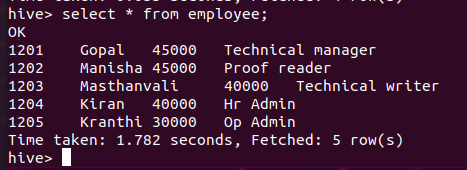 hive> select * from employee;
OK
1201 Gopal 45000 Technical manager
1202 Manisha 45000 Proof reader
1203 Masthanvali 40000 Technical writer
1204 Kiran 40000 Hr Admin
1205 Kranthi 30000 Op Admin
Time taken: 1.782 seconds, Fetched: 5 row(s)
hive>